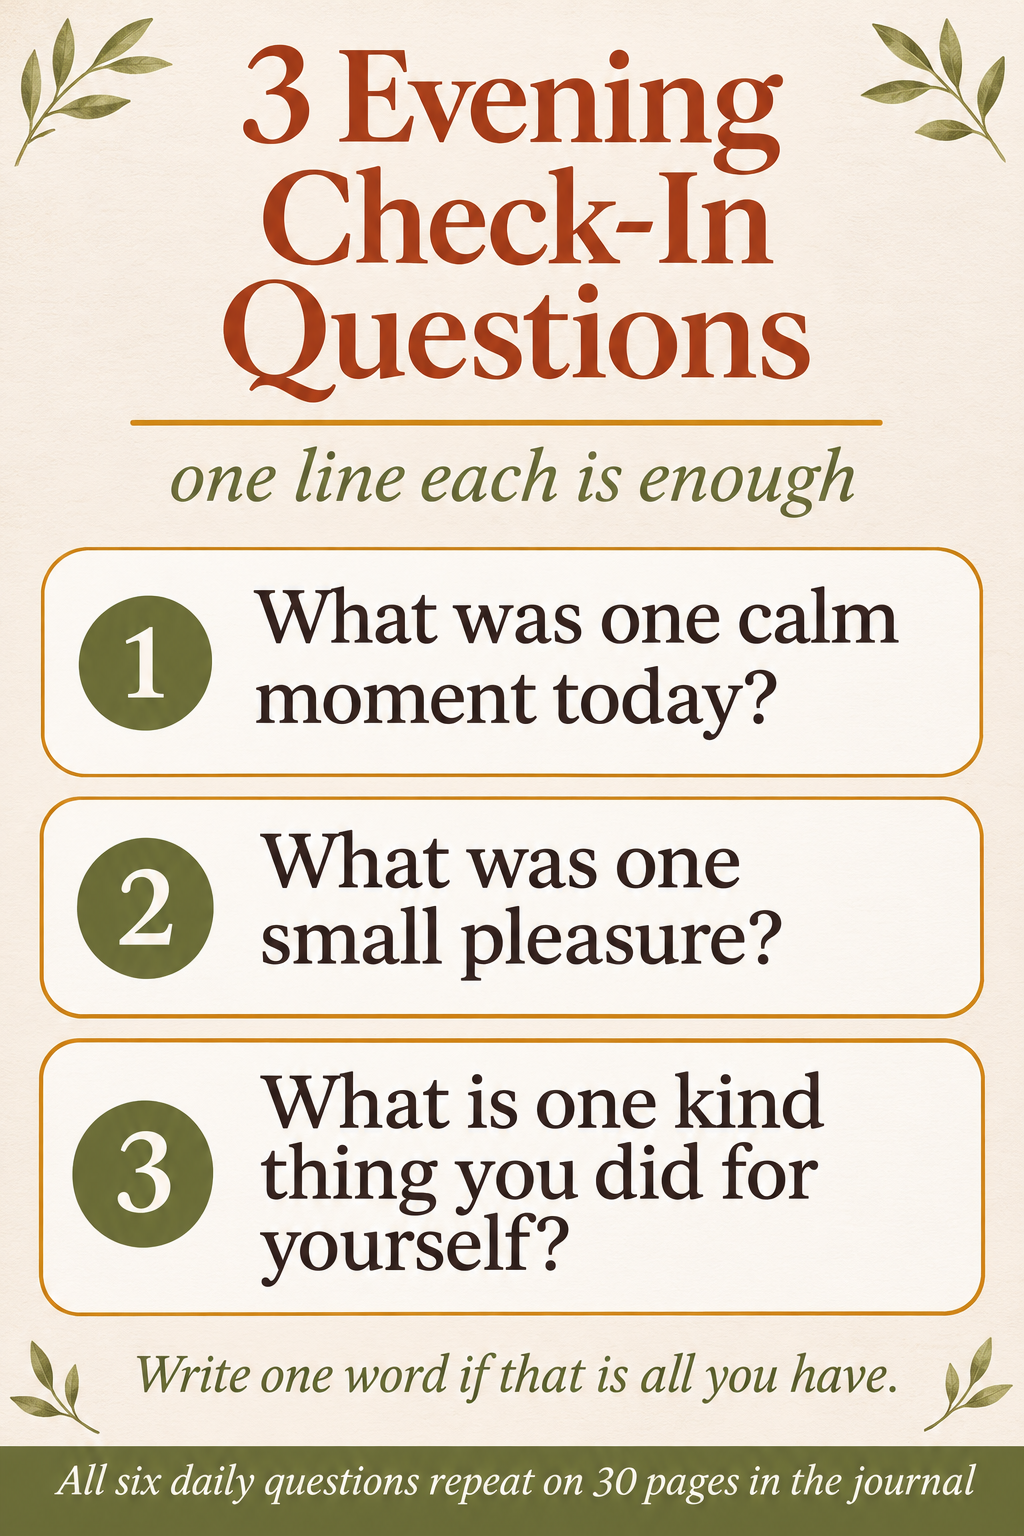 3 Evening
Check-In
Questions
one line each is enough
1
What was one calm
moment today?
2
What was one
small pleasure?
3
What is one kind
thing you did for
yourself?
Write one word if that is all you have.
All six daily questions repeat on 30 pages in the journal